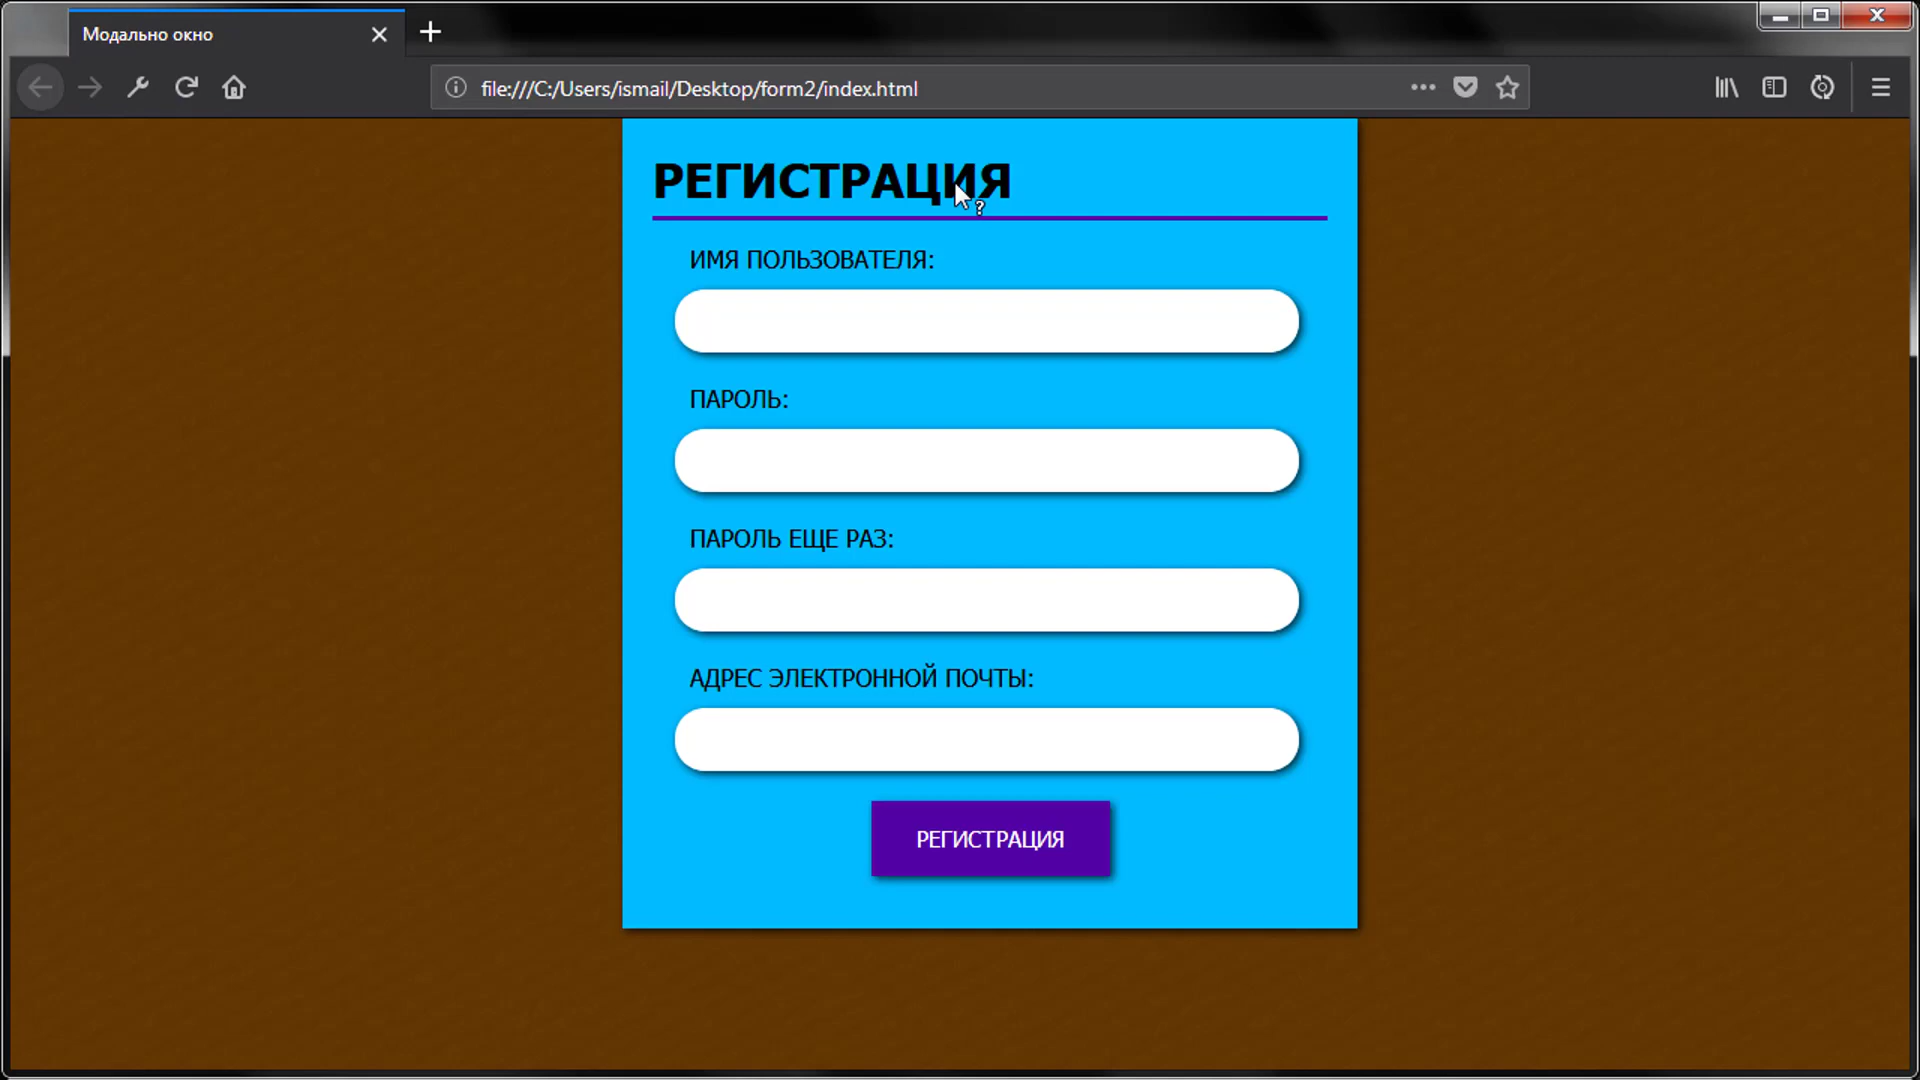 Модально окно
file:///C:/Users/ismail/Desktop/form2/index.html
РЕГИСТРАЦИЯ
ИМЯ ПОЛЬЗОВАТЕЛЯ:
ПАРОЛЬ:
ПАРОЛЬ ЕЩЕ РАЗ:
АДРЕС ЭЛЕКТРОННОЙ ПОЧТЫ:
РЕГИСТРАЦИЯ